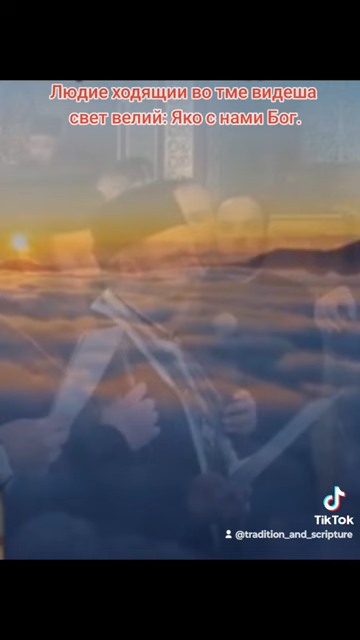 Людие ходящии во тме видеша
свет велий: Яко с нами Бог.
TikTok
@tradition_and_scripture